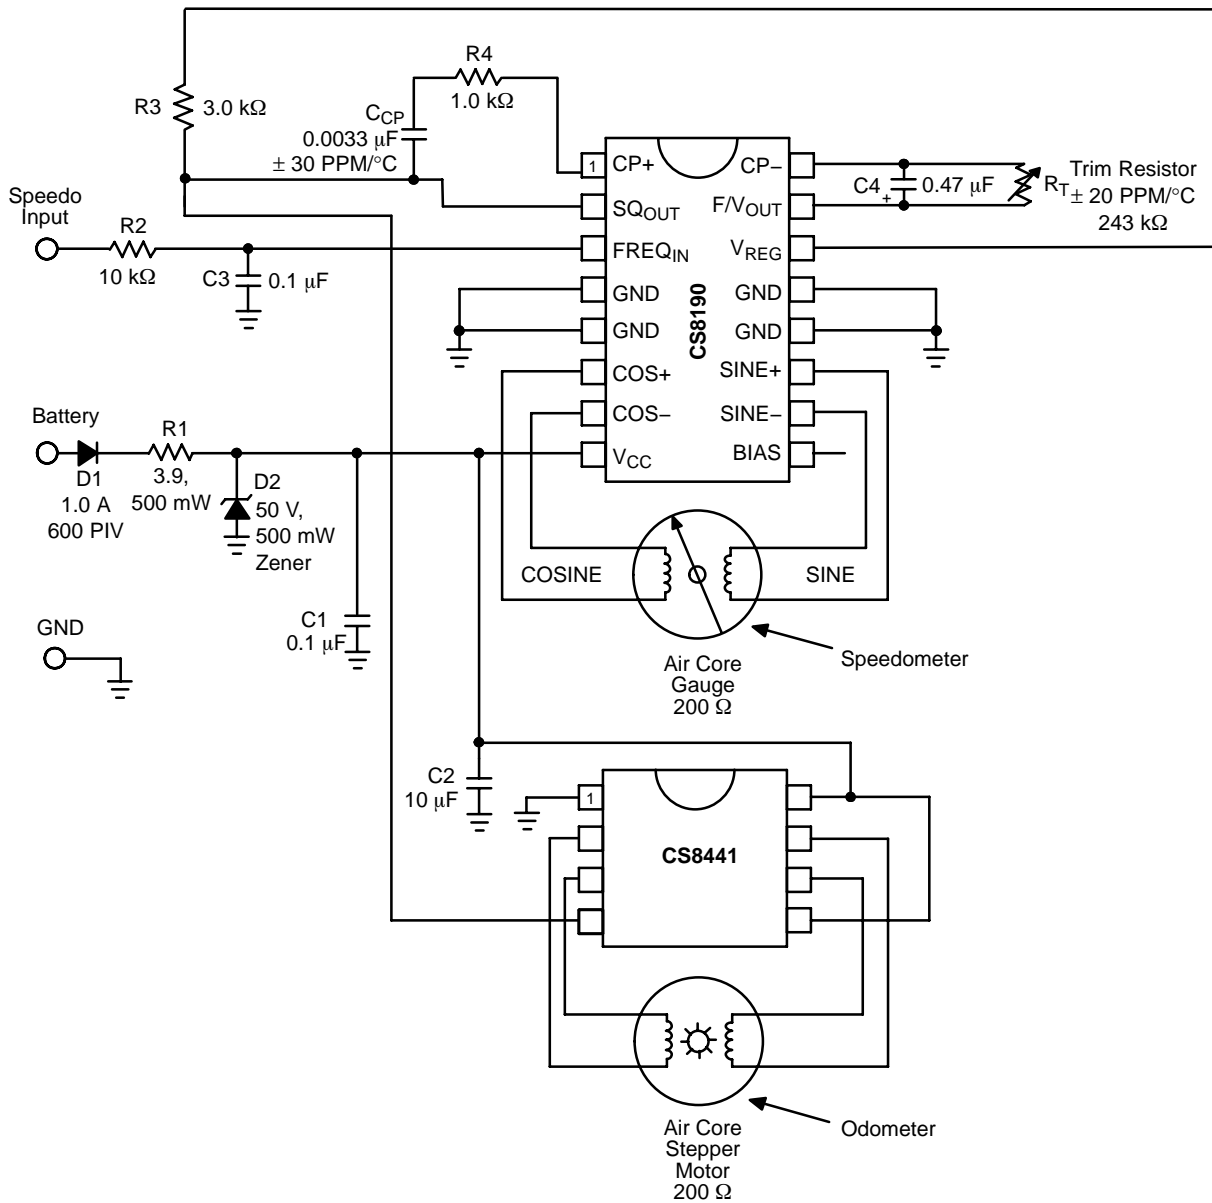 R3
3.0 kΩ
R4
1.0 kΩ
C_CP
0.0033 µF
± 30 PPM/°C
Speedo
Input
R2
10 kΩ
C3
0.1 µF
1
CP+
SQ_OUT
FREQ_IN
GND
GND
COS+
COS–
V_CC
CS8190
CP–
F/V_OUT
V_REG
GND
GND
SINE+
SINE–
BIAS
C4
+
0.47 µF
R_T
Trim Resistor
± 20 PPM/°C
243 kΩ
Battery
D1
1.0 A
600 PIV
R1
3.9,
500 mW
D2
50 V,
500 mW
Zener
C1
0.1 µF
GND
COSINE
SINE
Speedometer
Air Core
Gauge
200 Ω
C2
10 µF
1
CS8441
Odometer
Air Core
Stepper
Motor
200 Ω